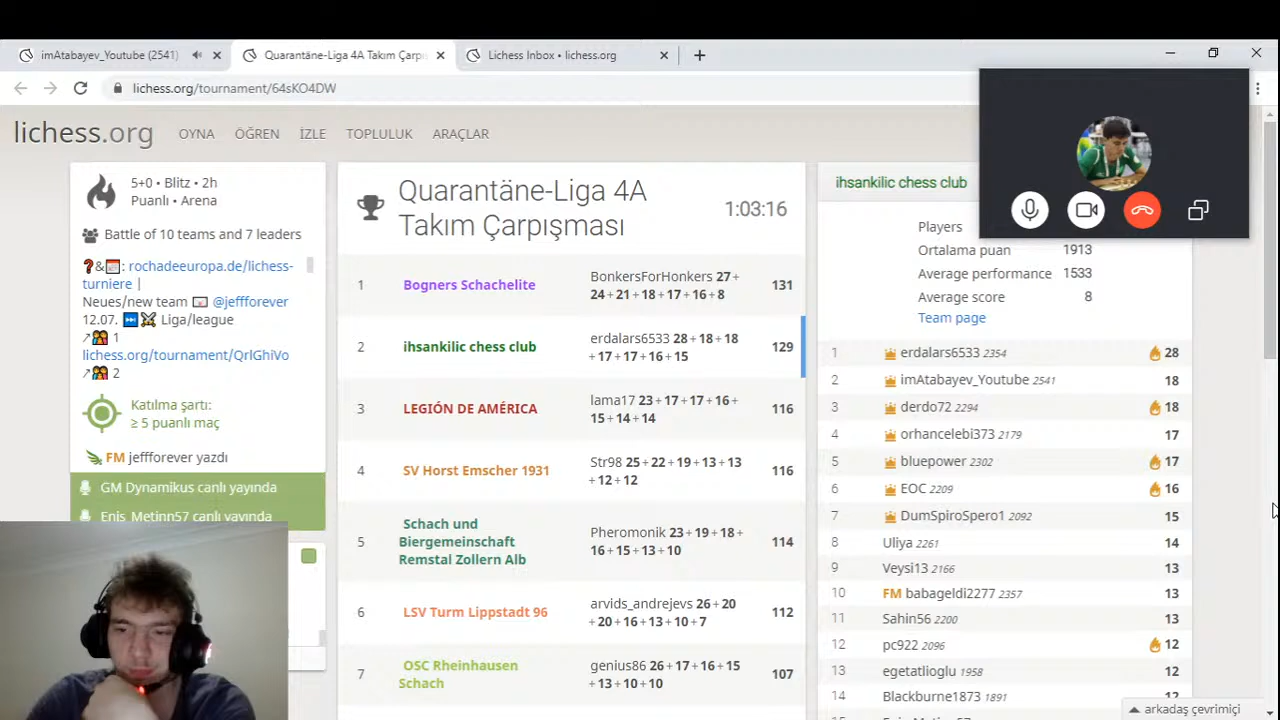 imAtabayev_Youtube (2541)
Quarantäne-Liga 4A Takım Çarpış
Lichess Inbox • lichess.org
lichess.org/tournament/64sKO4DW
lichess.org
OYNA ÖĞREN İZLE TOPLULUK ARAÇLAR
5+0 • Blitz • 2h
Puanlı • Arena
Battle of 10 teams and 7 leaders
❓&📅: rochadeeuropa.de/lichess-
turniere |
Neues/new team @jeffforever
12.07. ⏭️ ⚔️ Liga/league
↗👥 1
lichess.org/tournament/QrlGhiVo
↗👥 2
Katılma şartı:
≥ 5 puanlı maç
FM jeffforever yazdı
GM Dynamikus canlı yayında
Enis_Metinn57 canlı yayında
Quarantäne-Liga 4A
Takım Çarpışması
1:03:16
1 Bogners Schachelite BonkersForHonkers 27+
24+21+18+17+16+8 131
2 ihsankilic chess club erdalars6533 28+18+18
+17+17+16+15 129
3 LEGIÓN DE AMÉRICA lama17 23+17+17+16+
15+14+14 116
4 SV Horst Emscher 1931 Str98 25+22+19+13+13
+12+12 116
5 Schach und
Biergemeinschaft
Remstal Zollern Alb
Pheromonik 23+19+18+
16+15+13+10 114
6 LSV Turm Lippstadt 96 arvids_andrejevs 26+20
+20+16+13+10+7 112
7 OSC Rheinhausen
Schach
genius86 26+17+16+15
+13+10+10 107
ihsankilic chess club
Players
Ortalama puan 1913
Average performance 1533
Average score 8
Team page
1 erdalars6533 2354 28
2 imAtabayev_Youtube 2541 18
3 derdo72 2294 18
4 orhancelebi373 2179 17
5 bluepower 2302 17
6 EOC 2209 16
7 DumSpiroSpero1 2092 15
8 Uliya 2261 14
9 Veysi13 2166 13
10 FM babageldi2277 2357 13
11 Sahin56 2200 13
12 pc922 2096 12
13 egetatlioglu 1958 12
14 Blackburne1873 1891 12
arkadaş çevrimiçi